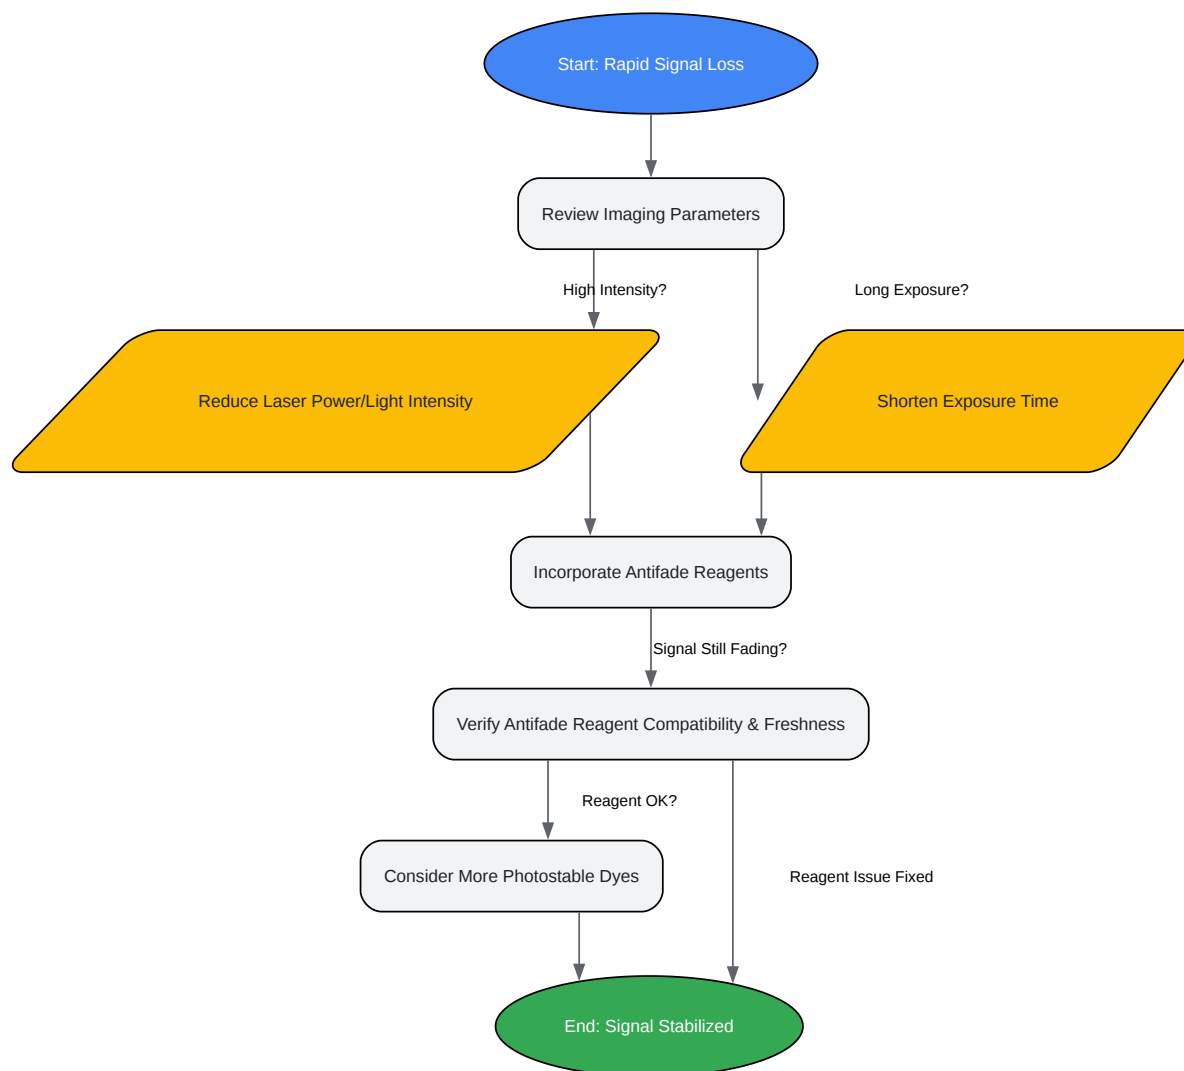 Start: Rapid Signal Loss
Review Imaging Parameters
High Intensity?
Long Exposure?
Reduce Laser Power/Light Intensity
Shorten Exposure Time
Incorporate Antifade Reagents
Signal Still Fading?
Verify Antifade Reagent Compatibility & Freshness
Reagent OK?
Consider More Photostable Dyes
Reagent Issue Fixed
End: Signal Stabilized